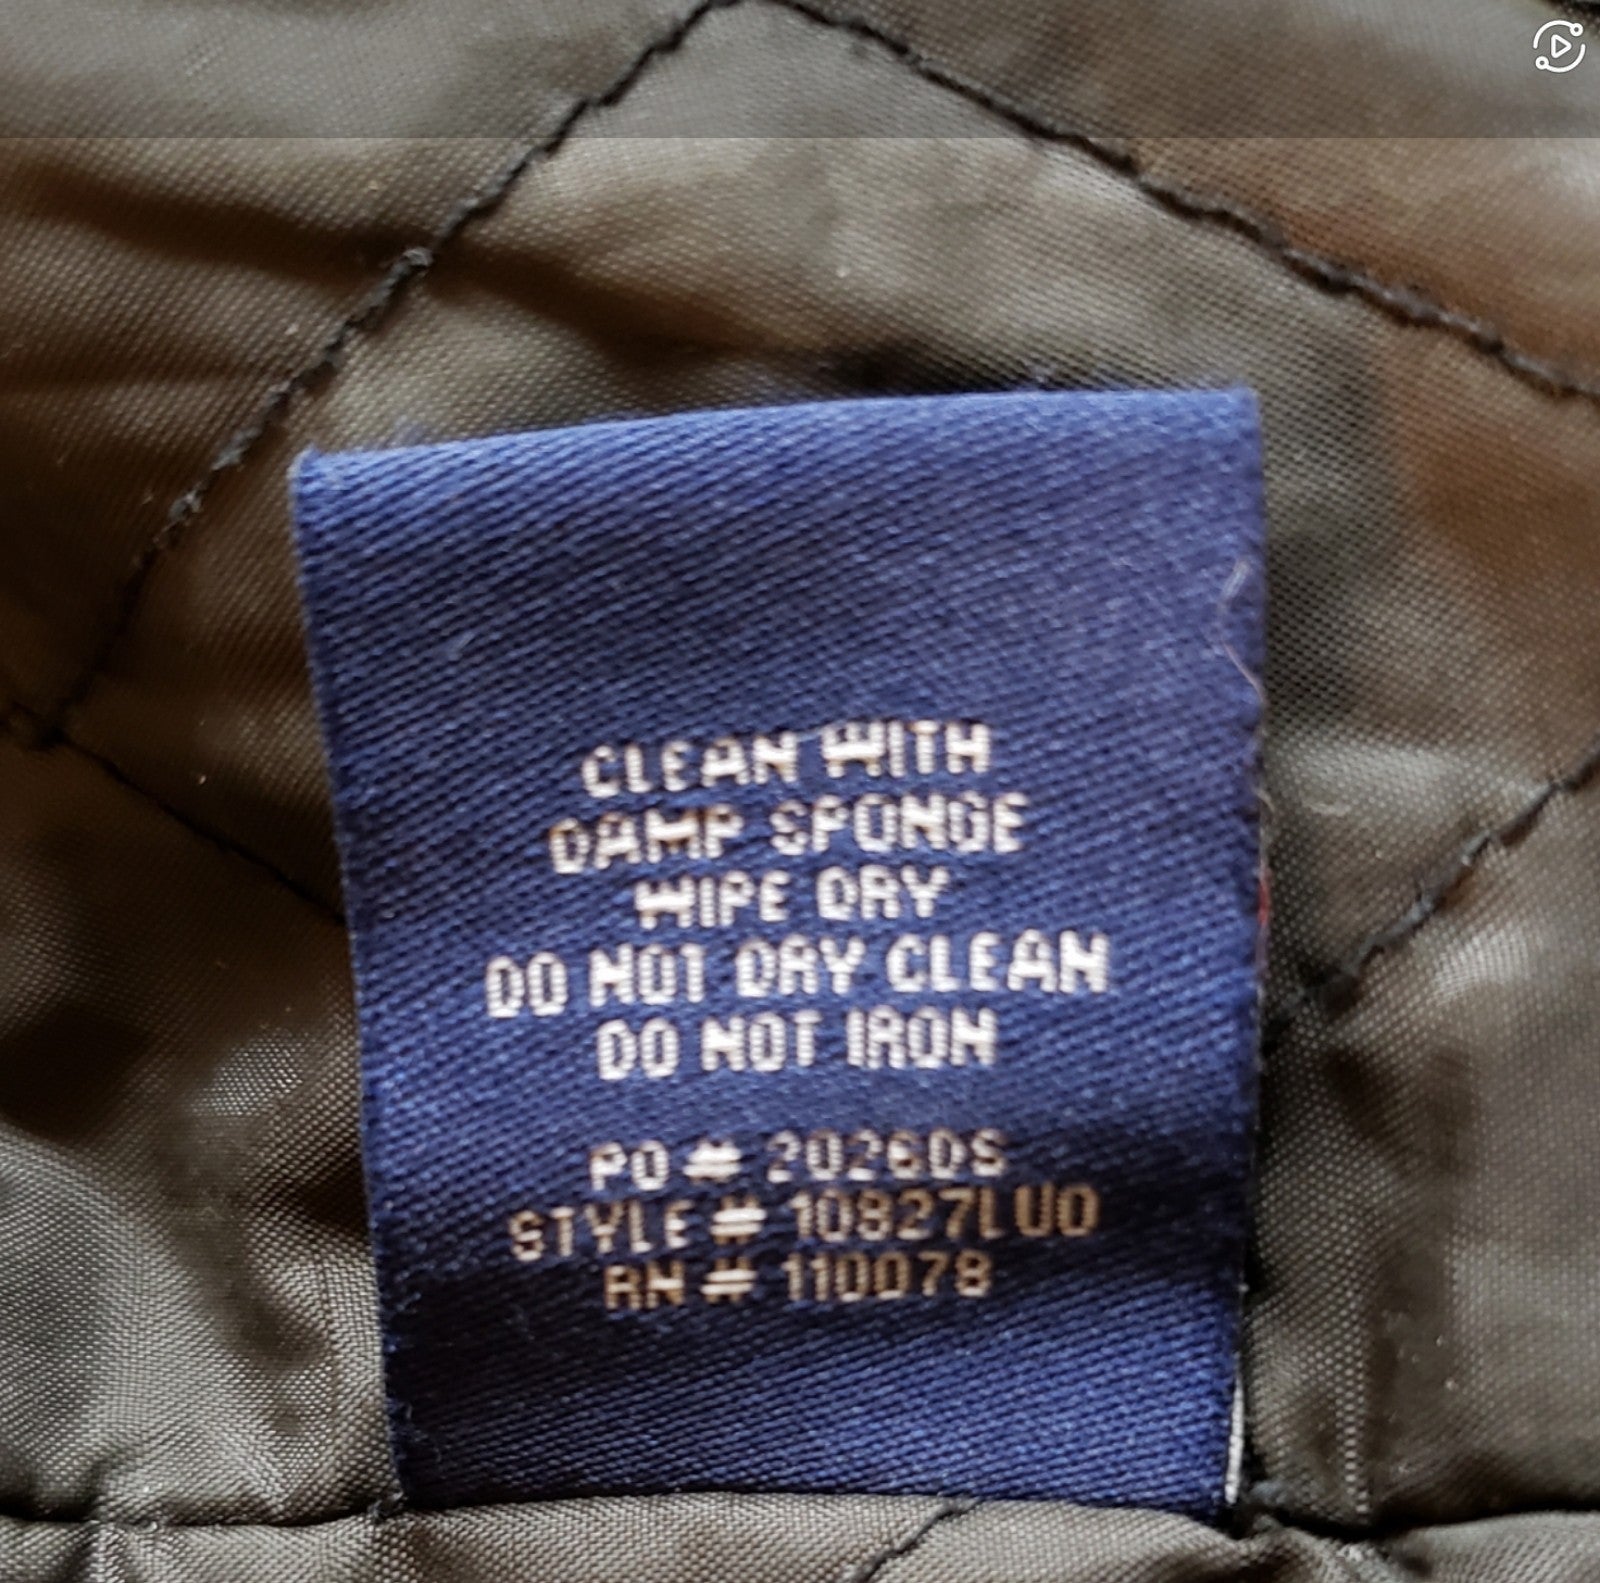 CLEAN WITH
DAMP SPONGE
WIPE DRY
DO NOT DRY CLEAN
DO NOT IRON
PO # 2026DS
STYLE # 10827LUO
RN # 110078